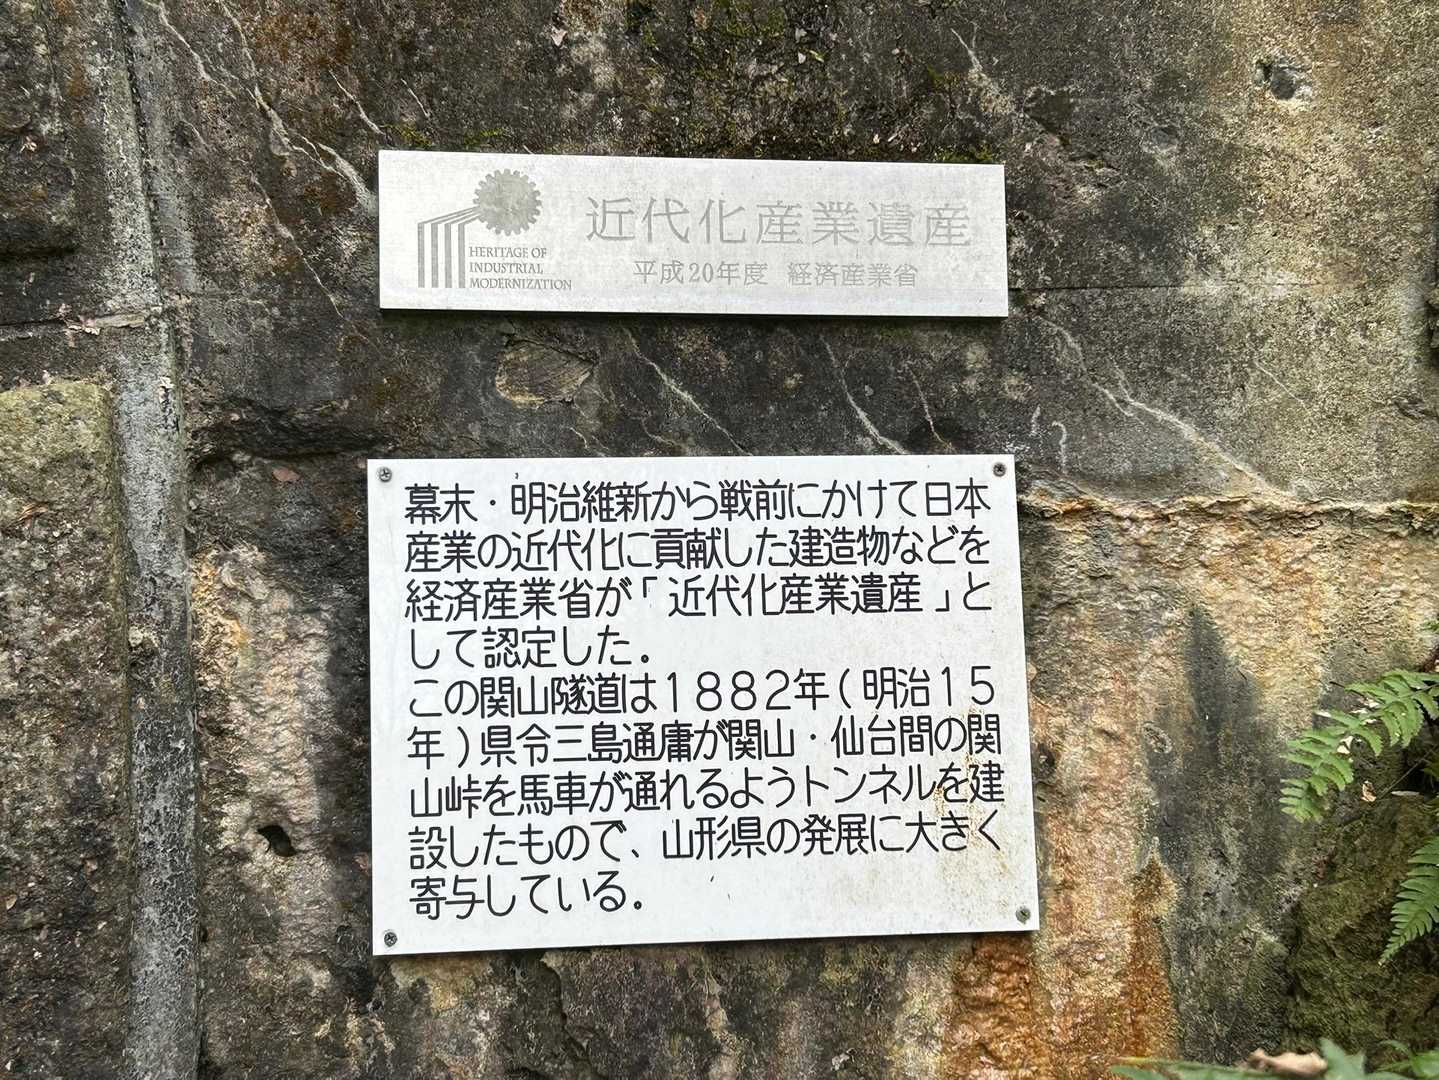 HERITAGE OF
INDUSTRIAL
MODERNIZATION
近代化産業遺産
平成20年度 経済産業省
幕末・明治維新から戦前にかけて日本
産業の近代化に貢献した建造物などを
経済産業省が「近代化産業遺産」と
して認定した。
この関山隧道は1882年(明治15
年)県令三島通庸が関山・仙台間の関
山峠を馬車が通れるようトンネルを建
設したもので、山形県の発展に大きく
寄与している。